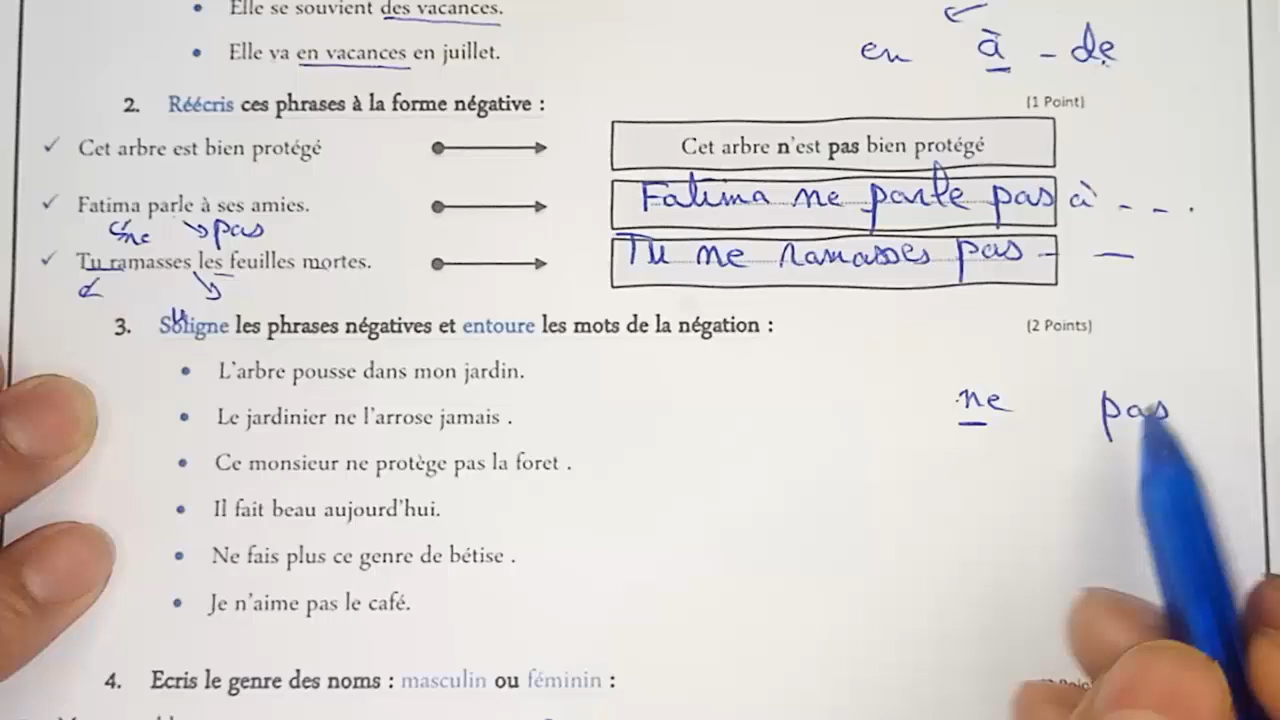 Elle se souvient des vacances.
Elle va en vacances en juillet.
en à - de
2. Réécris ces phrases à la forme négative : (1 Point)
Cet arbre est bien protégé
Cet arbre n'est pas bien protégé
Fatima parle à ses amies.
Fatima ne parle pas à - - .
ne pas
Tu ramasses les feuilles mortes.
Tu ne ramasses pas - -
3. Souligne les phrases négatives et entoure les mots de la négation : (2 Points)
L'arbre pousse dans mon jardin.
ne pas
Le jardinier ne l'arrose jamais .
Ce monsieur ne protège pas la foret .
Il fait beau aujourd'hui.
Ne fais plus ce genre de bétise .
Je n'aime pas le café.
4. Ecris le genre des noms : masculin ou féminin :